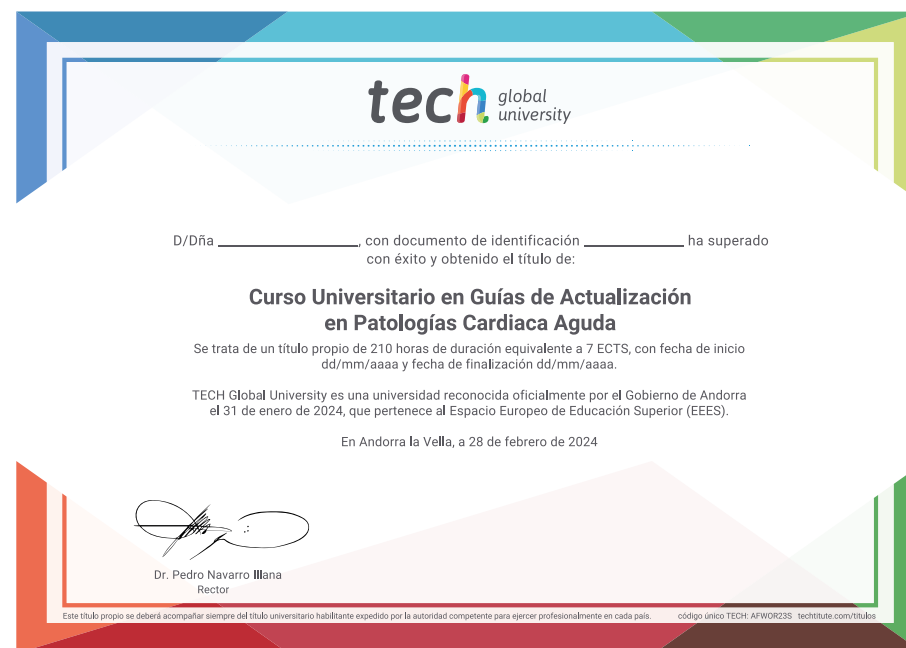 tech global university
D/Dña ____________________, con documento de identificación ______________ ha superado
con éxito y obtenido el título de:
Curso Universitario en Guías de Actualización
en Patologías Cardiaca Aguda
Se trata de un título propio de 210 horas de duración equivalente a 7 ECTS, con fecha de inicio
dd/mm/aaaa y fecha de finalización dd/mm/aaaa.
TECH Global University es una universidad reconocida oficialmente por el Gobierno de Andorra
el 31 de enero de 2024, que pertenece al Espacio Europeo de Educación Superior (EEES).
En Andorra la Vella, a 28 de febrero de 2024
Dr. Pedro Navarro Illana
Rector
Este título propio se deberá acompañar siempre del título universitario habilitante expedido por la autoridad competente para ejercer profesionalmente en cada país. código único TECH: AFWOR23S techtitute.com/titulos